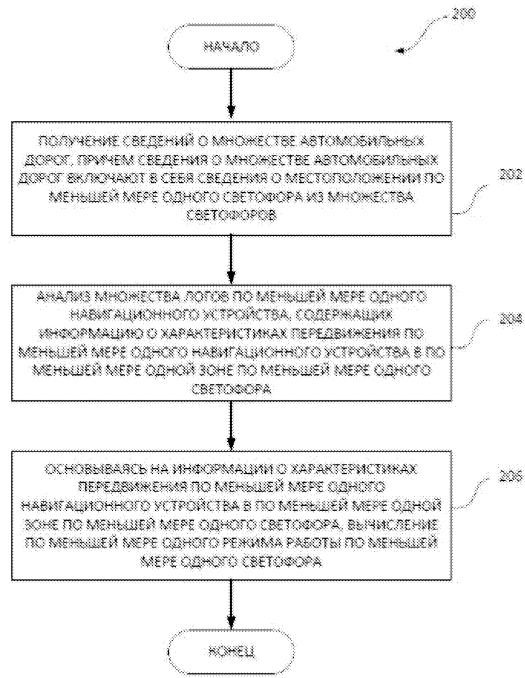 200
НАЧАЛО
ПОЛУЧЕНИЕ СВЕДЕНИЙ О МНОЖЕСТВЕ АВТОМОБИЛЬНЫХ
ДОРОГ, ПРИЧЕМ СВЕДЕНИЯ О МНОЖЕСТВЕ АВТОМОБИЛЬНЫХ
ДОРОГ ВКЛЮЧАЮТ В СЕБЯ СВЕДЕНИЯ О МЕСТОПОЛОЖЕНИИ ПО
МЕНЬШЕЙ МЕРЕ ОДНОГО СВЕТОФОРА ИЗ МНОЖЕСТВА
СВЕТОФОРОВ
202
АНАЛИЗ МНОЖЕСТВА ЛОГОВ ПО МЕНЬШЕЙ МЕРЕ ОДНОГО
НАВИГАЦИОННОГО УСТРОЙСТВА, СОДЕРЖАЩИХ
ИНФОРМАЦИЮ О ХАРАКТЕРИСТИКАХ ПЕРЕДВИЖЕНИЯ ПО
МЕНЬШЕЙ МЕРЕ ОДНОГО НАВИГАЦИОННОГО УСТРОЙСТВА В ПО
МЕНЬШЕЙ МЕРЕ ОДНОЙ ЗОНЕ ПО МЕНЬШЕЙ МЕРЕ ОДНОГО
СВЕТОФОРА
204
ОСНОВЫВАЯСЬ НА ИНФОРМАЦИИ О ХАРАКТЕРИСТИКАХ
ПЕРЕДВИЖЕНИЯ ПО МЕНЬШЕЙ МЕРЕ ОДНОГО
НАВИГАЦИОННОГО УСТРОЙСТВА В ПО МЕНЬШЕЙ МЕРЕ ОДНОЙ
ЗОНЕ ПО МЕНЬШЕЙ МЕРЕ ОДНОГО СВЕТОФОРА, ВЫЧИСЛЕНИЕ
ПО МЕНЬШЕЙ МЕРЕ ОДНОГО РЕЖИМА РАБОТЫ ПО МЕНЬШЕЙ
МЕРЕ ОДНОГО СВЕТОФОРА
206
КОНЕЦ